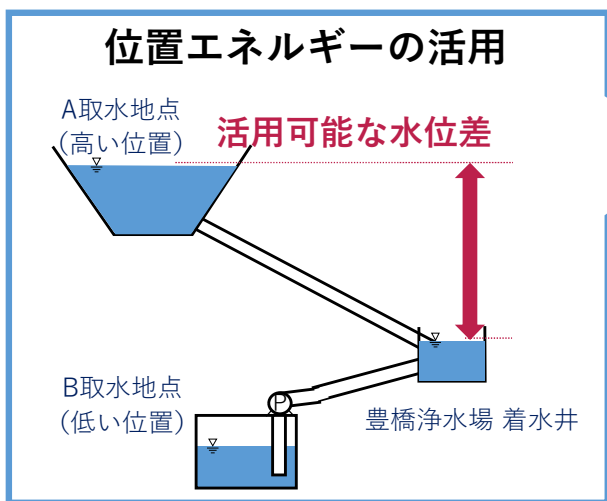 位置エネルギーの活用
A取水地点
(高い位置)
活用可能な水位差
B取水地点
(低い位置)
P
豊橋浄水場 着水井